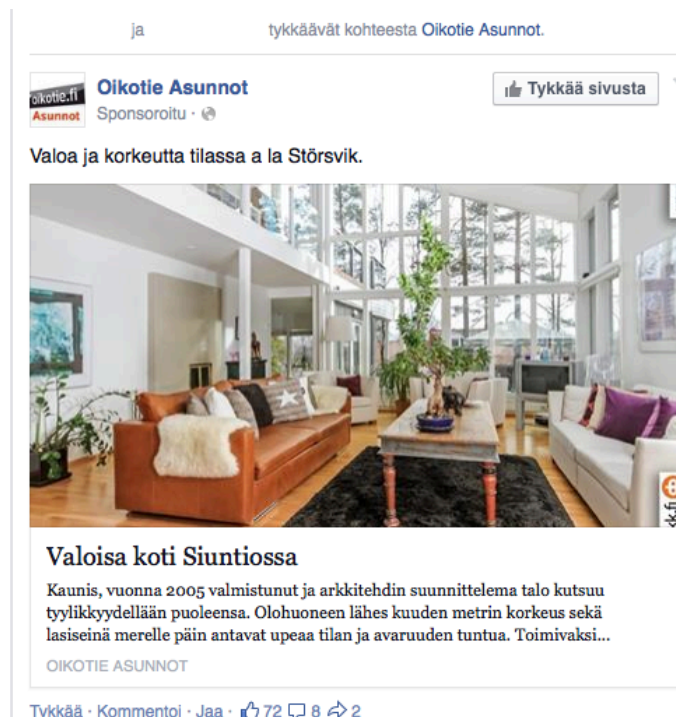 ja tykkäävät kohteesta Oikotie Asunnot.
oikotie.fi
Asunnot
Oikotie Asunnot
Sponsoroitu ·
Tykkää sivusta
Valoa ja korkeutta tilassa a la Störsvik.
Valoisa koti Siuntiossa
Kaunis, vuonna 2005 valmistunut ja arkkitehdin suunnittelema talo kutsuu
tyylikkyydellään puoleensa. Olohuoneen lähes kuuden metrin korkeus sekä
lasiseinä merelle päin antavat upeaa tilan ja avaruuden tuntua. Toimivaksi...
OIKOTIE ASUNNOT
Tykkää · Kommentoi · Jaa · 72 8 2